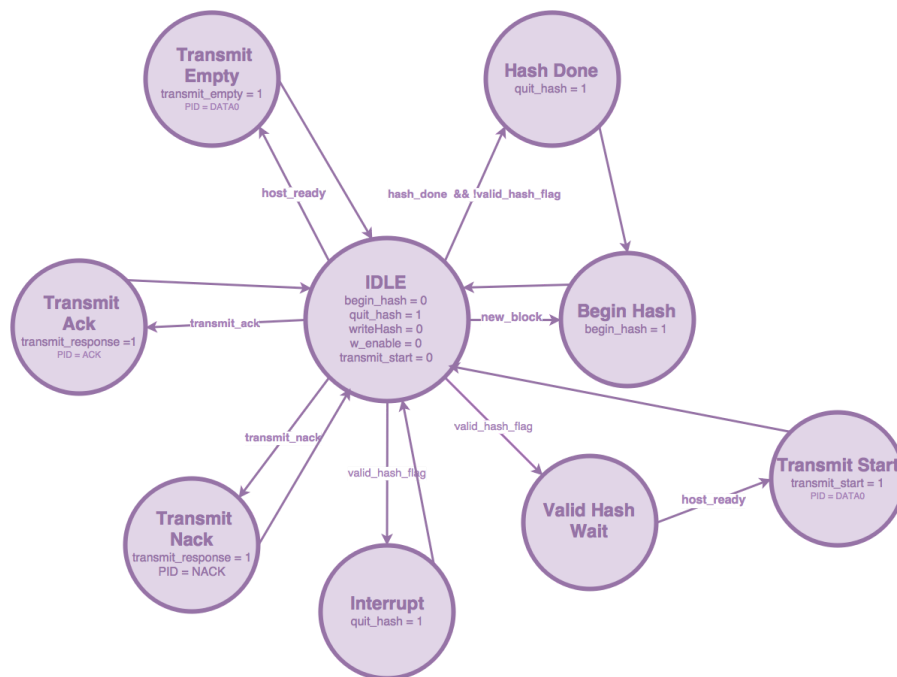 Transmit
Empty
transmit_empty = 1
PID = DATA0
Hash Done
quit_hash = 1
host_ready
hash_done && !valid_hash_flag
IDLE
begin_hash = 0
quit_hash = 1
writeHash = 0
w_enable = 0
transmit_start = 0
Transmit
Ack
transmit_response =1
PID = ACK
transmit_ack
new_block
Begin Hash
begin_hash = 1
transmit_nack
valid_hash_flag
valid_hash_flag
Transmit
Nack
transmit_response = 1
PID = NACK
Interrupt
quit_hash = 1
Valid Hash
Wait
host_ready
Transmit Start
transmit_start = 1
PID = DATA0